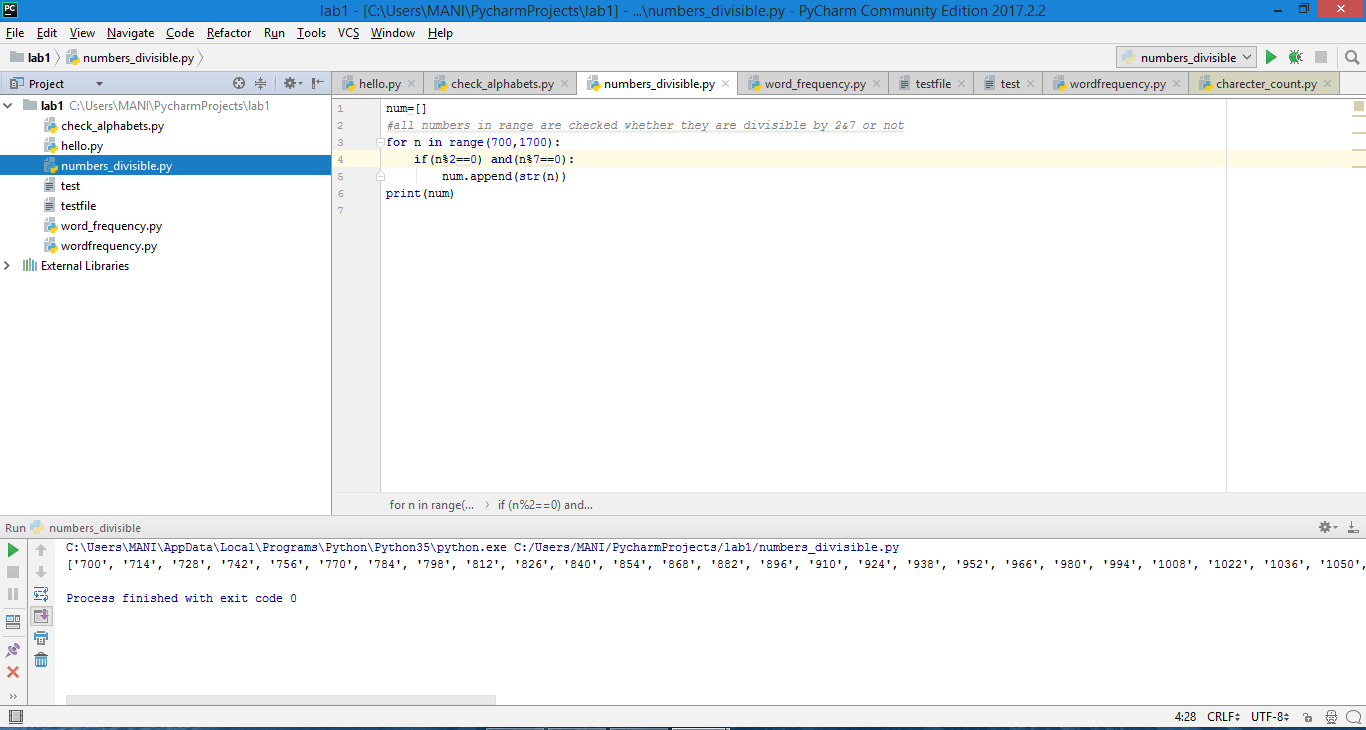 PC
lab1 - [C:\Users\MANI\PycharmProjects\lab1] - ...\numbers_divisible.py - PyCharm Community Edition 2017.2.2
File Edit View Navigate Code Refactor Run Tools VCS Window Help
lab1 numbers_divisible.py numbers_divisible
Project hello.py check_alphabets.py numbers_divisible.py word_frequency.py testfile test wordfrequency.py charecter_count.py
lab1 C:\Users\MANI\PycharmProjects\lab1
check_alphabets.py
hello.py
numbers_divisible.py
test
testfile
word_frequency.py
wordfrequency.py
External Libraries
1 num=[]
2 #all numbers in range are checked whether they are divisible by 2&7 or not
3 for n in range(700,1700):
4 if(n%2==0) and(n%7==0):
5 num.append(str(n))
6 print(num)
7
for n in range(... if (n%2==0) and...
Run numbers_divisible
C:\Users\MANI\AppData\Local\Programs\Python\Python35\python.exe C:/Users/MANI/PycharmProjects/lab1/numbers_divisible.py
['700', '714', '728', '742', '756', '770', '784', '798', '812', '826', '840', '854', '868', '882', '896', '910', '924', '938', '952', '966', '980', '994', '1008', '1022', '1036', '1050',
Process finished with exit code 0
4:28 CRLF UTF-8